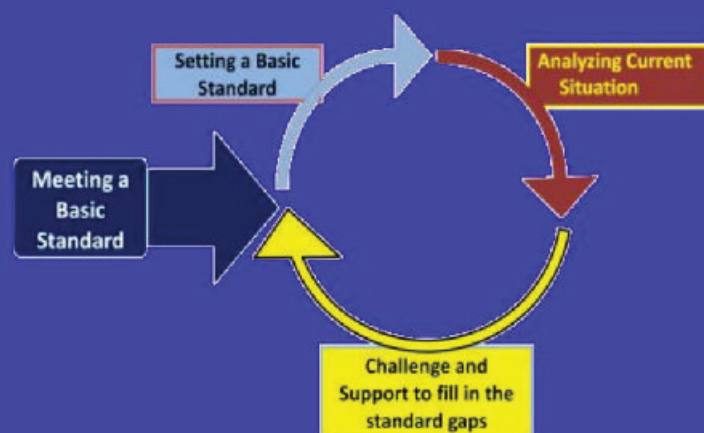 Setting a Basic
Standard
Analyzing Current
Situation
Meeting a
Basic
Standard
Challenge and
Support to fill in the
standard gaps